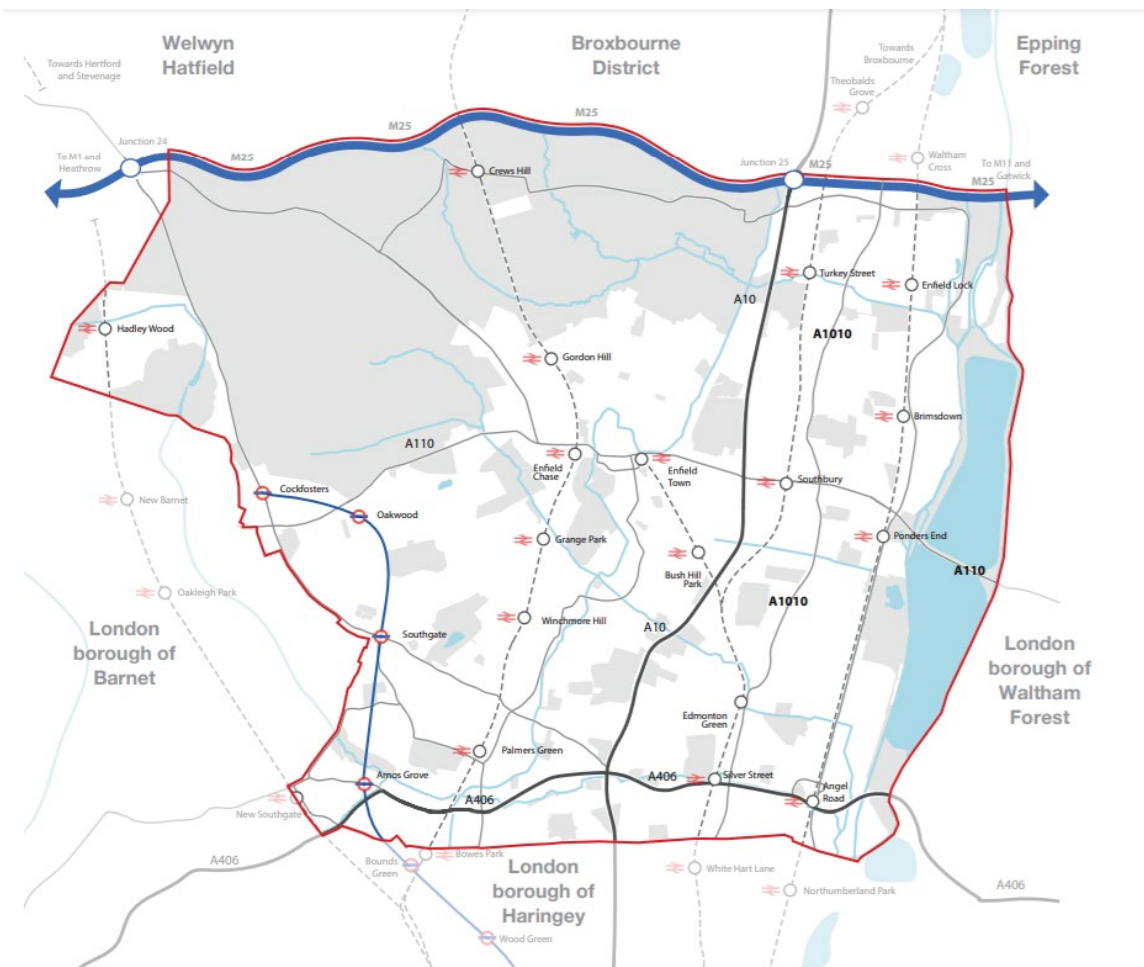 Welwyn
Hatfield
Broxbourne
District
Epping
Forest
Towards Hertford
and Stevenage
Towards
Broxbourne
Theobalds
Grove
M25
M25
Junction 24
To M1 and
Heathrow
M25
Junction 25
M25
Waltham
Cross
To M11 and
Gatwick
M25
Crews Hill
Turkey Street
Enfield Lock
A10
Hadley Wood
A1010
Gordon Hill
Brimsdown
A110
Enfield
Chase
Enfield
Town
Southbury
Cockfosters
New Barnet
Oakwood
Grange Park
Ponders End
Bush Hill
Park
A110
Oakleigh Park
A1010
Winchmore Hill
A10
Southgate
London
borough of
Barnet
London
borough of
Waltham
Forest
Edmonton
Green
Palmers Green
Arnos Grove
A406
Silver Street
Angel
Road
A406
New Southgate
A406
Bounds
Green
Bowes Park
London
borough of
Haringey
White Hart Lane
Northumberland Park
A406
Wood Green